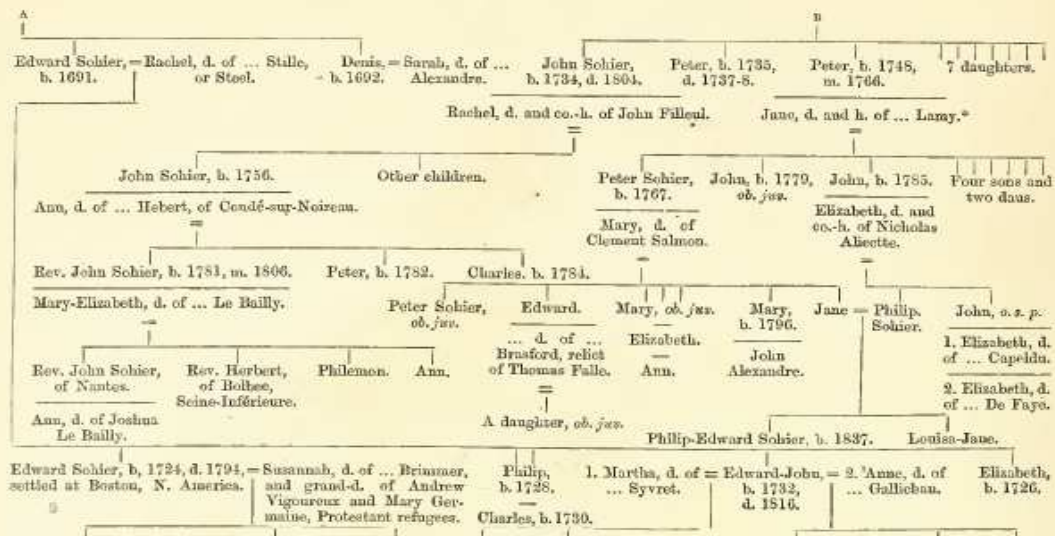 A
B
Edward Sohier, = Rachel, d. of ... Stille,
b. 1691.
or Steel.
Denis, = Sarah, d. of ...
b. 1692.
Alexandre.
John Sohier,
b. 1734, d. 1804.
Peter, b. 1735,
d. 1737-8.
Peter, b. 1748,
m. 1766.
7 daughters.
Rachel, d. and co.-h. of John Filleul.
Jane, d. and h. of ... Lamy.*
=
=
John Sohier, b. 1756.
Other children.
Ann, d. of ... Hebert, of Condé-sur-Noireau.
=
Peter Sohier,
b. 1767.
Mary, d. of
Clement Salmon.
=
John, b. 1779,
ob. juv.
John, b. 1785.
Elizabeth, d. and
co.-h. of Nicholas
Alicette.
=
Four sons and
two daus.
Rev. John Sohier, b. 1781, m. 1806.
Peter, b. 1782.
Charles, b. 1784.
Mary-Elizabeth, d. of ... Le Bailly.
=
Peter Sohier,
ob. juv.
Edward.
... d. of ...
Brasford, relict
of Thomas Falle.
=
A daughter, ob. juv.
Mary, ob. juv.
—
Elizabeth.
—
Ann.
Mary,
b. 1796.
John
Alexandre.
Jane = Philip
Sohier.
John, o. s. p.
1. Elizabeth, d.
of ... Capeldu.
2. Elizabeth, d.
of ... De Faye.
Rev. John Sohier,
of Nantes.
Ann, d. of Joshua
Le Bailly.
Rev. Herbert,
of Bolbec,
Seine-Inférieure.
Philemon.
Ann.
Philip-Edward Sohier, b. 1837.
Louisa-Jane.
Edward Sohier, b, 1724, d. 1794, =
settled at Boston, N. America.
Susannah, d. of ... Brimmer,
and grand-d. of Andrew
Vigoureux and Mary Ger-
maine, Protestant refugees.
Philip,
b. 1728.
—
Charles, b. 1730.
1. Martha, d. of =
... Syvret.
Edward-John, =
b. 1732,
d. 1816.
2. Anne, d. of
... Gallichan.
Elizabeth,
b. 1726.